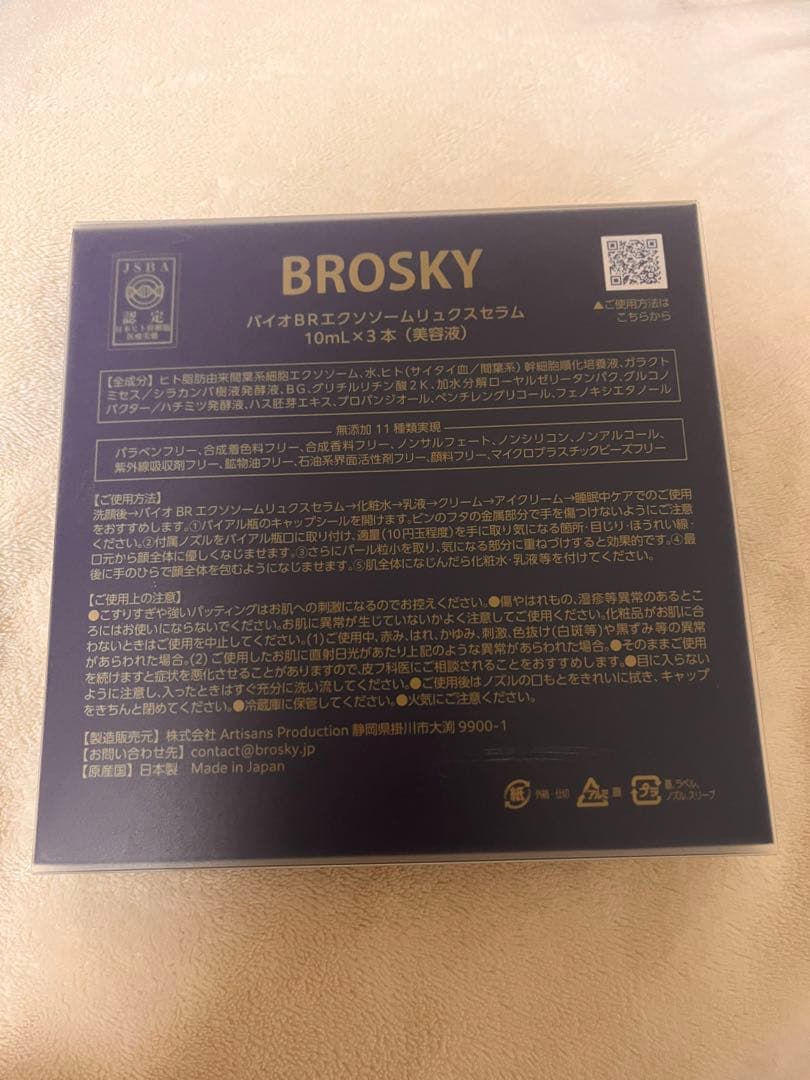 JSBA
認定
日本ヒト幹細胞
医療美
BROSKY
▲ご使用方法は
こちらから
バイオBRエクソソームリュクスセラム
10mL×3本(美容液)
【全成分】ヒト脂肪由来間葉系細胞エクソソーム、水、ヒト(サイタイ血/間葉系)幹細胞順化培養液、ガラクト
ミセス/シラカンバ樹液発酵液、BG、グリチルリチン酸2K、加水分解ローヤルゼリータンパク、グルコノ
バクター/ハチミツ発酵液、ハス胚芽エキス、プロパンジオール、ペンチレングリコール、フェノキシエタノール
無添加11種類実現
パラベンフリー、合成着色料フリー、合成香料フリー、ノンサルフェート、ノンシリコン、ノンアルコール、
紫外線吸収剤フリー、鉱物油フリー、石油系界面活性剤フリー、顔料フリー、マイクロプラスチックビーズフリー
【ご使用方法】
洗顔後→バイオBRエクソソームリュクスセラム→化粧水→乳液→クリーム→アイクリーム→睡眠中ケアでのご使用
をおすすめします。①バイアル瓶のキャップシールを開けます。ビンのフタの金属部分で手を傷つけないようにご注意
ください。②付属ノズルをバイアル瓶口に取り付け、適量(10円玉程度)を手に取り気になる箇所・目じり・ほうれい線・
口元から顔全体に優しくなじませます。③さらにパール粒小を取り、気になる部分に重ねづけすると効果的です。④最
後に手のひらで顔全体を包むようになじませます。⑤肌全体になじんだら化粧水・乳液等を付けてください。
【ご使用上の注意】
●こすりすぎや強いパッティングはお肌への刺激になるのでお控えください。●傷やはれもの、湿疹等異常のあるとこ
ろにはお使いにならないでください。お肌に異常が生じていないかよく注意してご使用ください。化粧品がお肌に合
わないときはご使用を中止してください。(1)ご使用中、赤み、はれ、かゆみ、刺激、色抜け(白斑等)や黒ずみ等の異常
があらわれた場合。(2)ご使用したお肌に直射日光があたり上記のような異常があらわれた場合。●そのままご使用
を続けますと症状を悪化させることがありますので、皮フ科医にご相談されることをおすすめします。●目に入らない
ように注意し、入ったときはすぐ充分に洗い流してください。●ご使用後はノズルの口もとをきれいに拭き、キャップ
をきちんと閉めてください。●冷蔵庫に保管してください。●火気にご注意ください。
【製造販売元】株式会社 Artisans Production 静岡県掛川市大渕 9900-1
【お問い合わせ先】contact@brosky.jp
【原産国】日本製 Made in Japan
紙 外箱・仕切 アルミ 蓋 プラ 蓋、ラベル、
ノズル、スリーブ